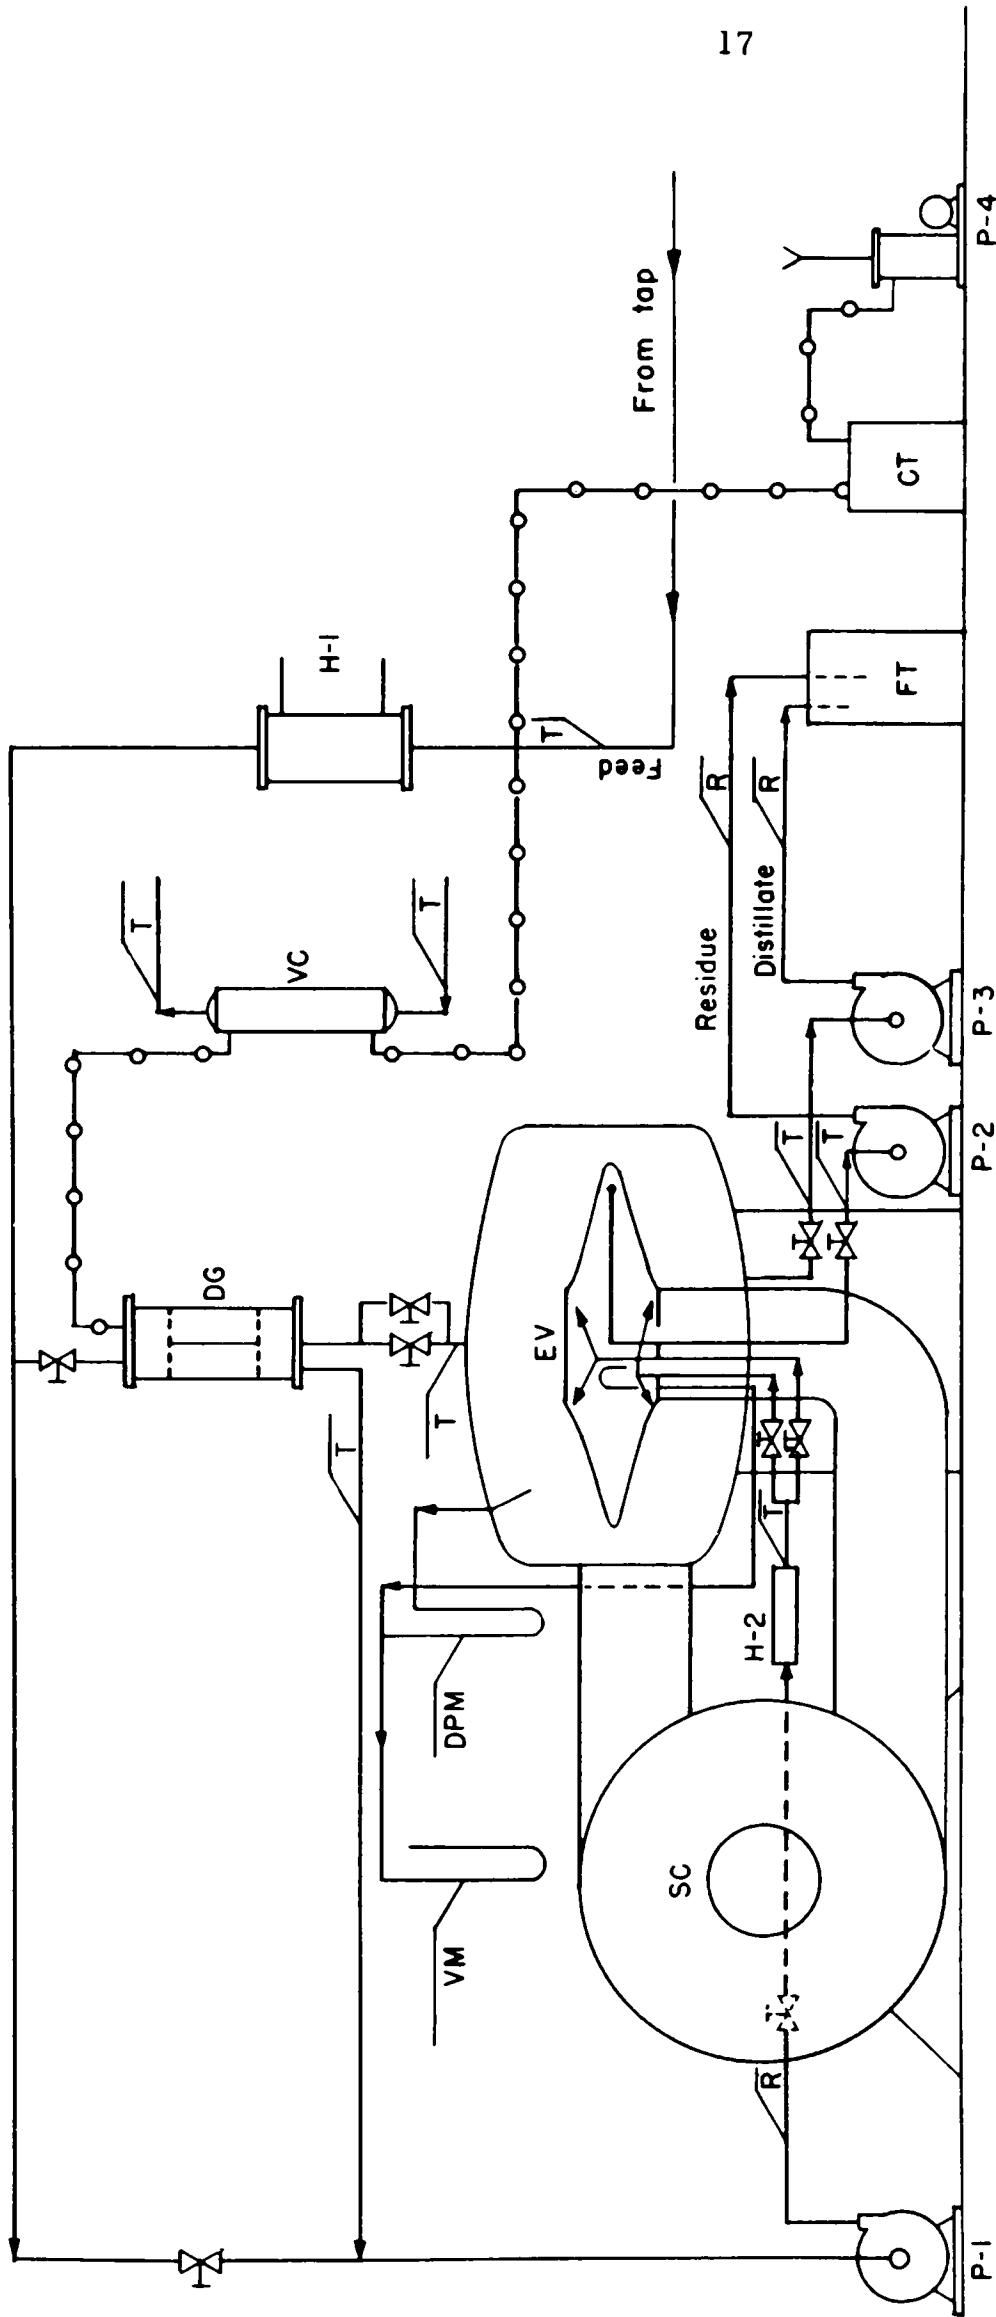 17
H-1
From tap
T
Feed
T
T
VC
DG
T
T
EV
DPM
VM
SC
H-2
T
R
Residue
R
Distillate
R
T
T
FT
CT
P-1
P-2
P-3
P-4